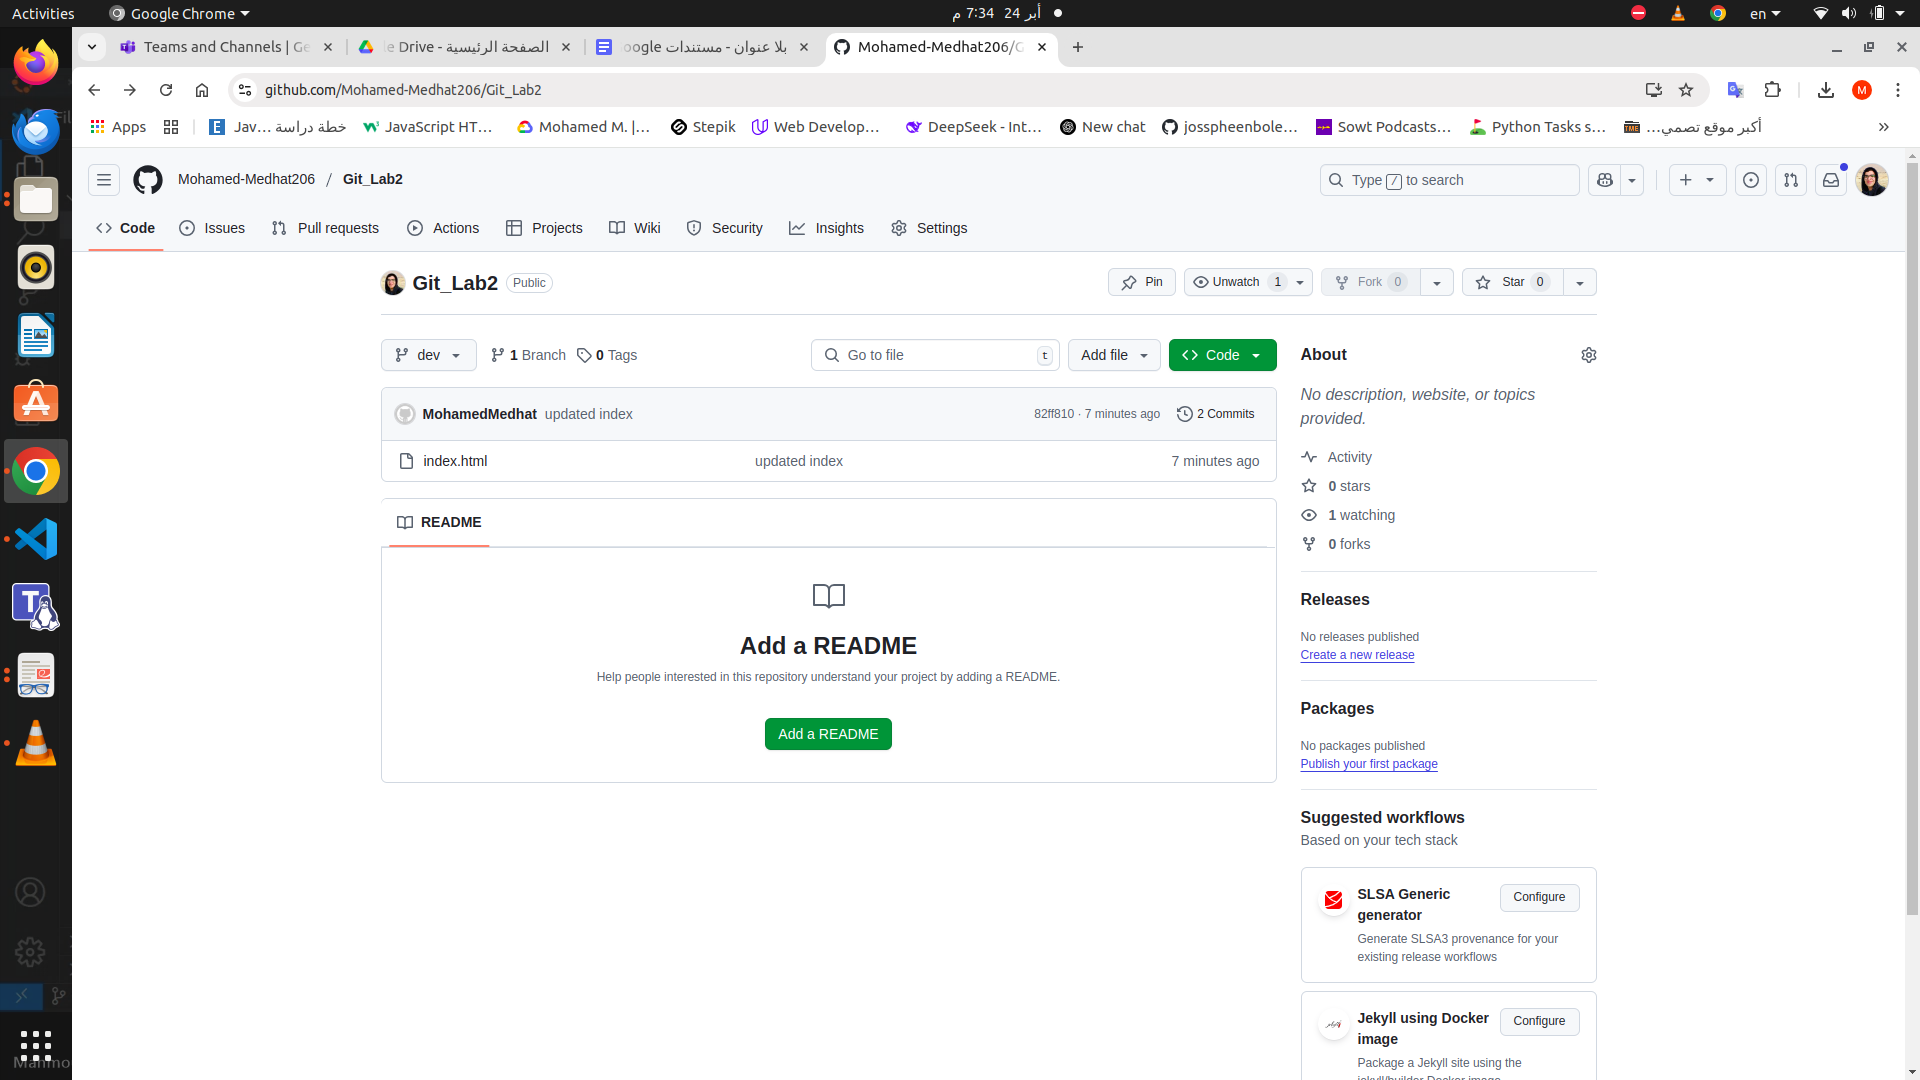 Activities
Google Chrome
24 أبر 7:34 م
en
Teams and Channels | Ge
الصفحة الرئيسية - le Drive
بلا عنوان - مستندات oogle
Mohamed-Medhat206/G
github.com/Mohamed-Medhat206/Git_Lab2
M
Apps
Jav… خطة دراسة
JavaScript HT…
Mohamed M. |…
Stepik
Web Develop…
DeepSeek - Int…
New chat
josspheenbole…
Sowt Podcasts…
Python Tasks s…
أكبر موقع تصمي…
Mohamed-Medhat206 / Git_Lab2
Type / to search
Code
Issues
Pull requests
Actions
Projects
Wiki
Security
Insights
Settings
Git_Lab2
Public
Pin
Unwatch 1
Fork 0
Star 0
dev
1 Branch
0 Tags
Go to file
t
Add file
Code
MohamedMedhat updated index
82ff810 · 7 minutes ago
2 Commits
index.html
updated index
7 minutes ago
README
Add a README
Help people interested in this repository understand your project by adding a README.
Add a README
About
No description, website, or topics
provided.
Activity
0 stars
1 watching
0 forks
Releases
No releases published
Create a new release
Packages
No packages published
Publish your first package
Suggested workflows
Based on your tech stack
SLSA Generic
generator
Configure
Generate SLSA3 provenance for your
existing release workflows
Jekyll using Docker
image
Configure
Package a Jekyll site using the
jekyll/builder Docker image